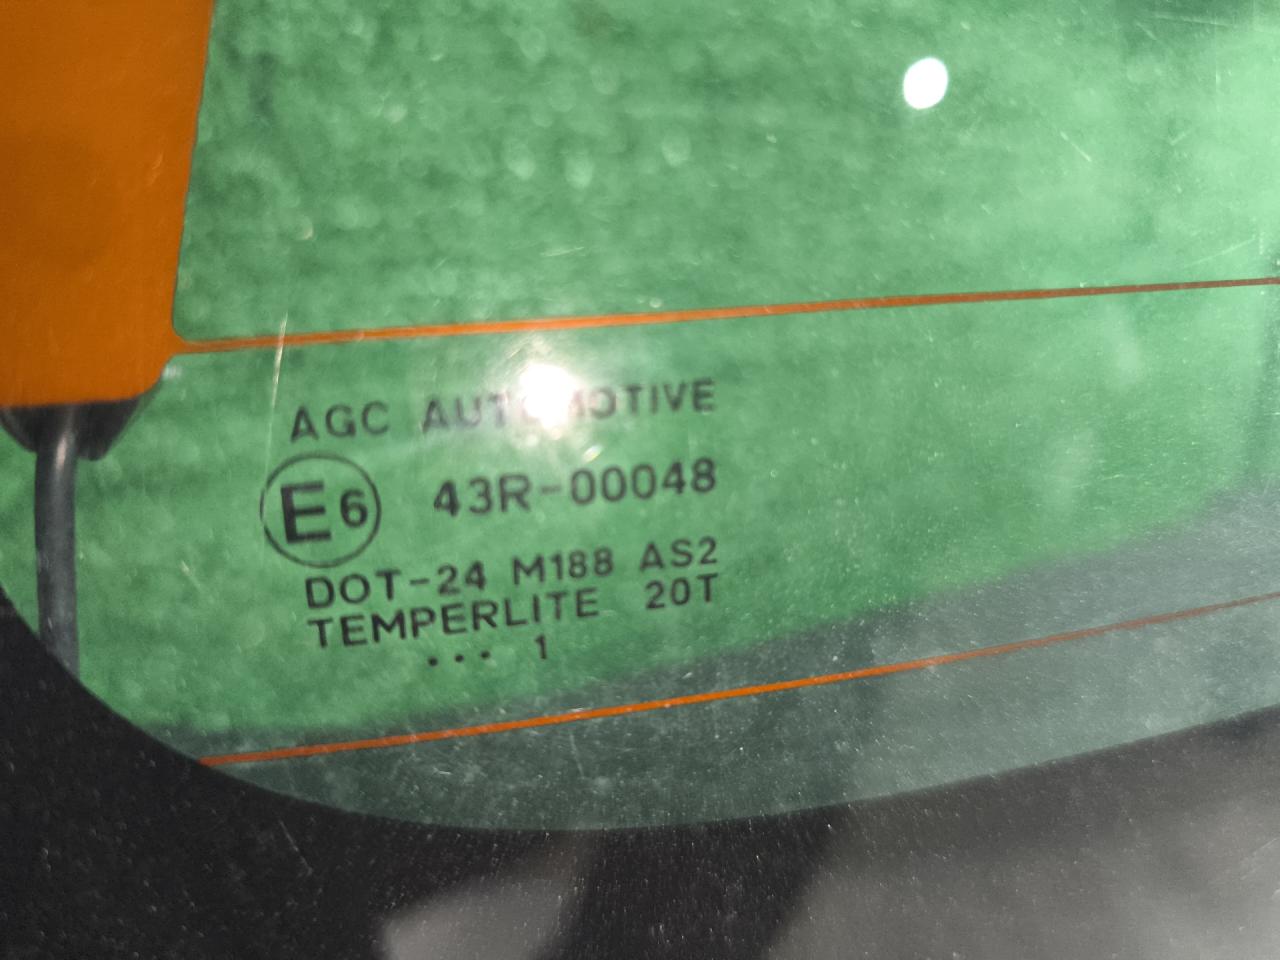 AGC AUTOMOTIVE
E6 43R-00048
DOT-24 M188 AS2
TEMPERLITE 20T
... 1